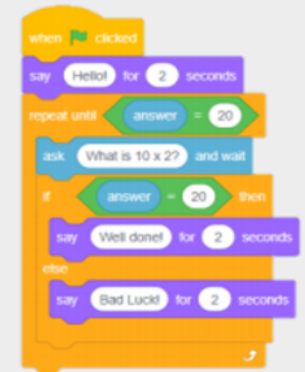 when clicked
say Hello! for 2 seconds
repeat until answer = 20
ask What is 10 x 2? and wait
if answer = 20 then
say Well done! for 2 seconds
else
say Bad Luck! for 2 seconds